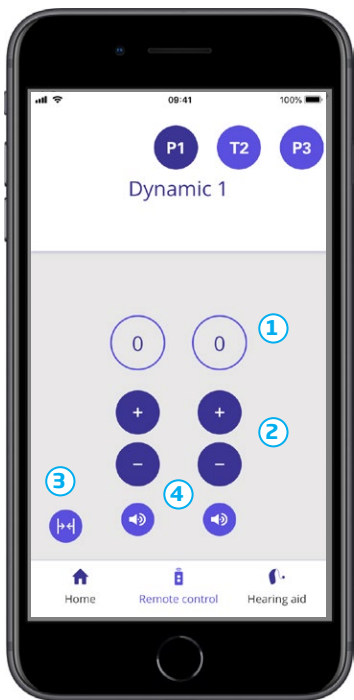 09:41 100%
P1 T2 P3
Dynamic 1
0 0 1
+ + 2
- -
3 4
Home Remote control Hearing aid